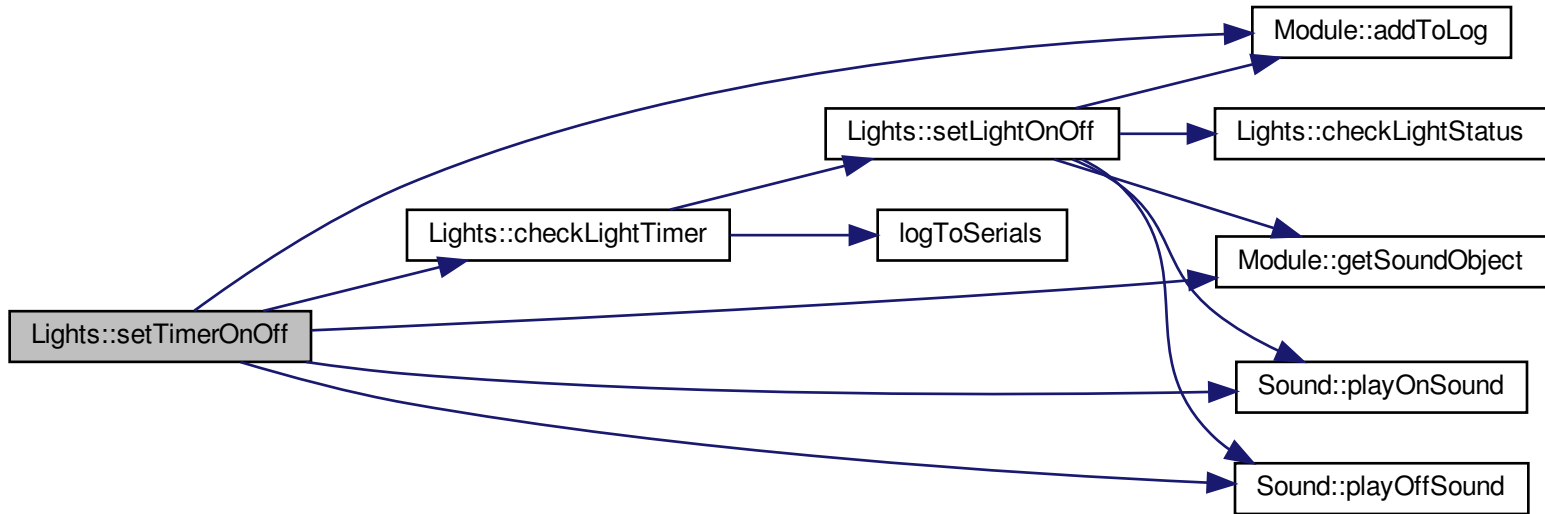 Module::addToLog
Lights::setLightOnOff
Lights::checkLightStatus
Lights::checkLightTimer
logToSerials
Module::getSoundObject
Lights::setTimerOnOff
Sound::playOnSound
Sound::playOffSound